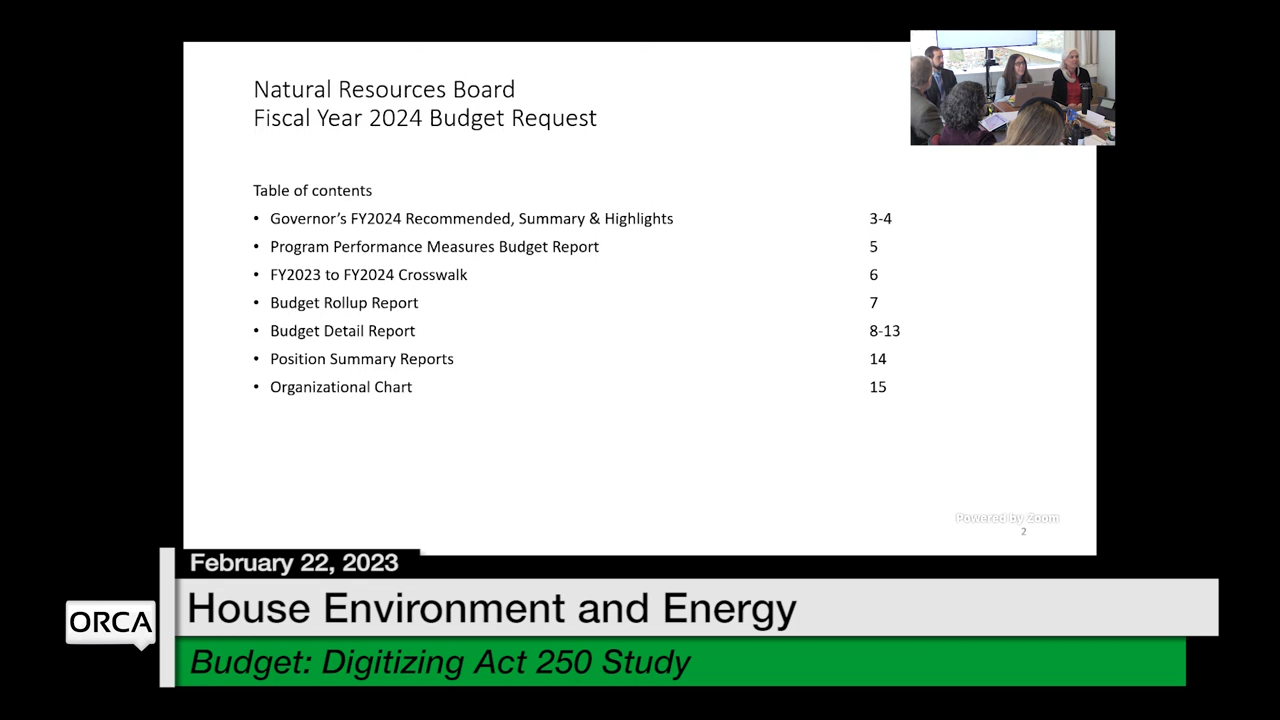 Natural Resources Board
Fiscal Year 2024 Budget Request
Table of contents
• Governor's FY2024 Recommended, Summary & Highlights 3-4
• Program Performance Measures Budget Report 5
• FY2023 to FY2024 Crosswalk 6
• Budget Rollup Report 7
• Budget Detail Report 8-13
• Position Summary Reports 14
• Organizational Chart 15
Powered by Zoom
2
February 22, 2023
House Environment and Energy
ORCA
Budget: Digitizing Act 250 Study